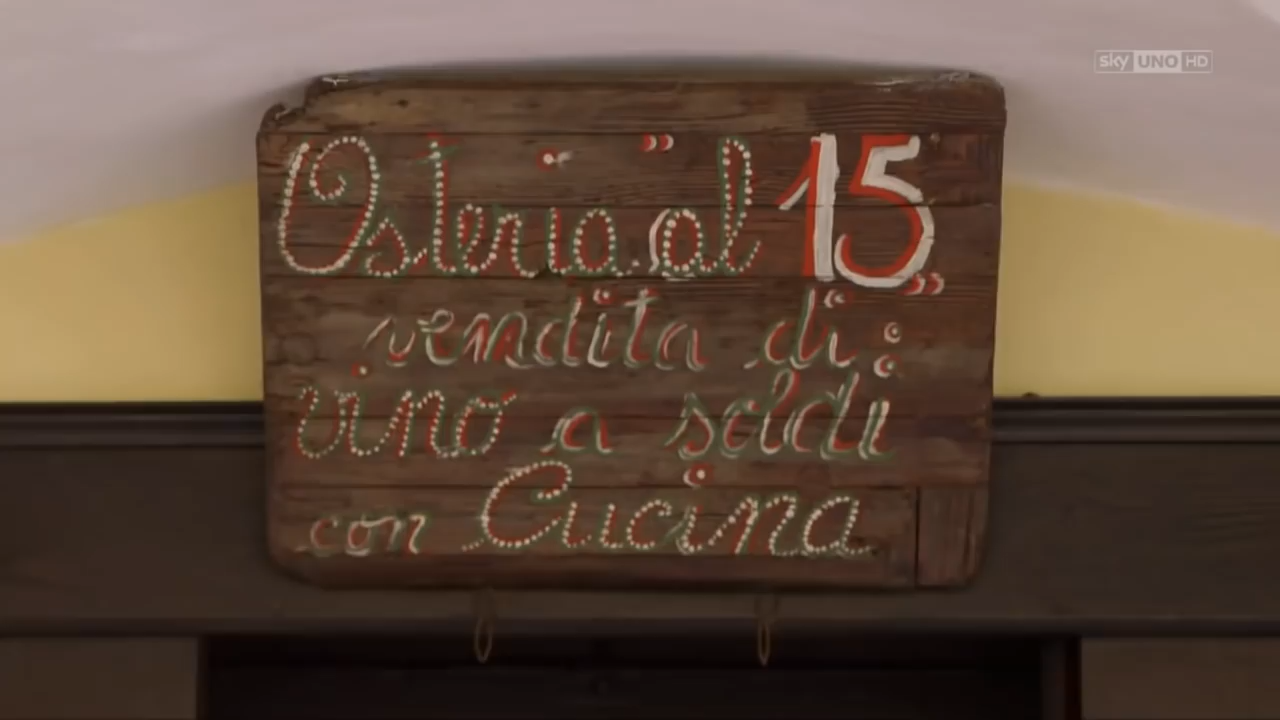 sky UNO HD
Osteria "al 15"
vendita di:
vino a soldi
con Cucina